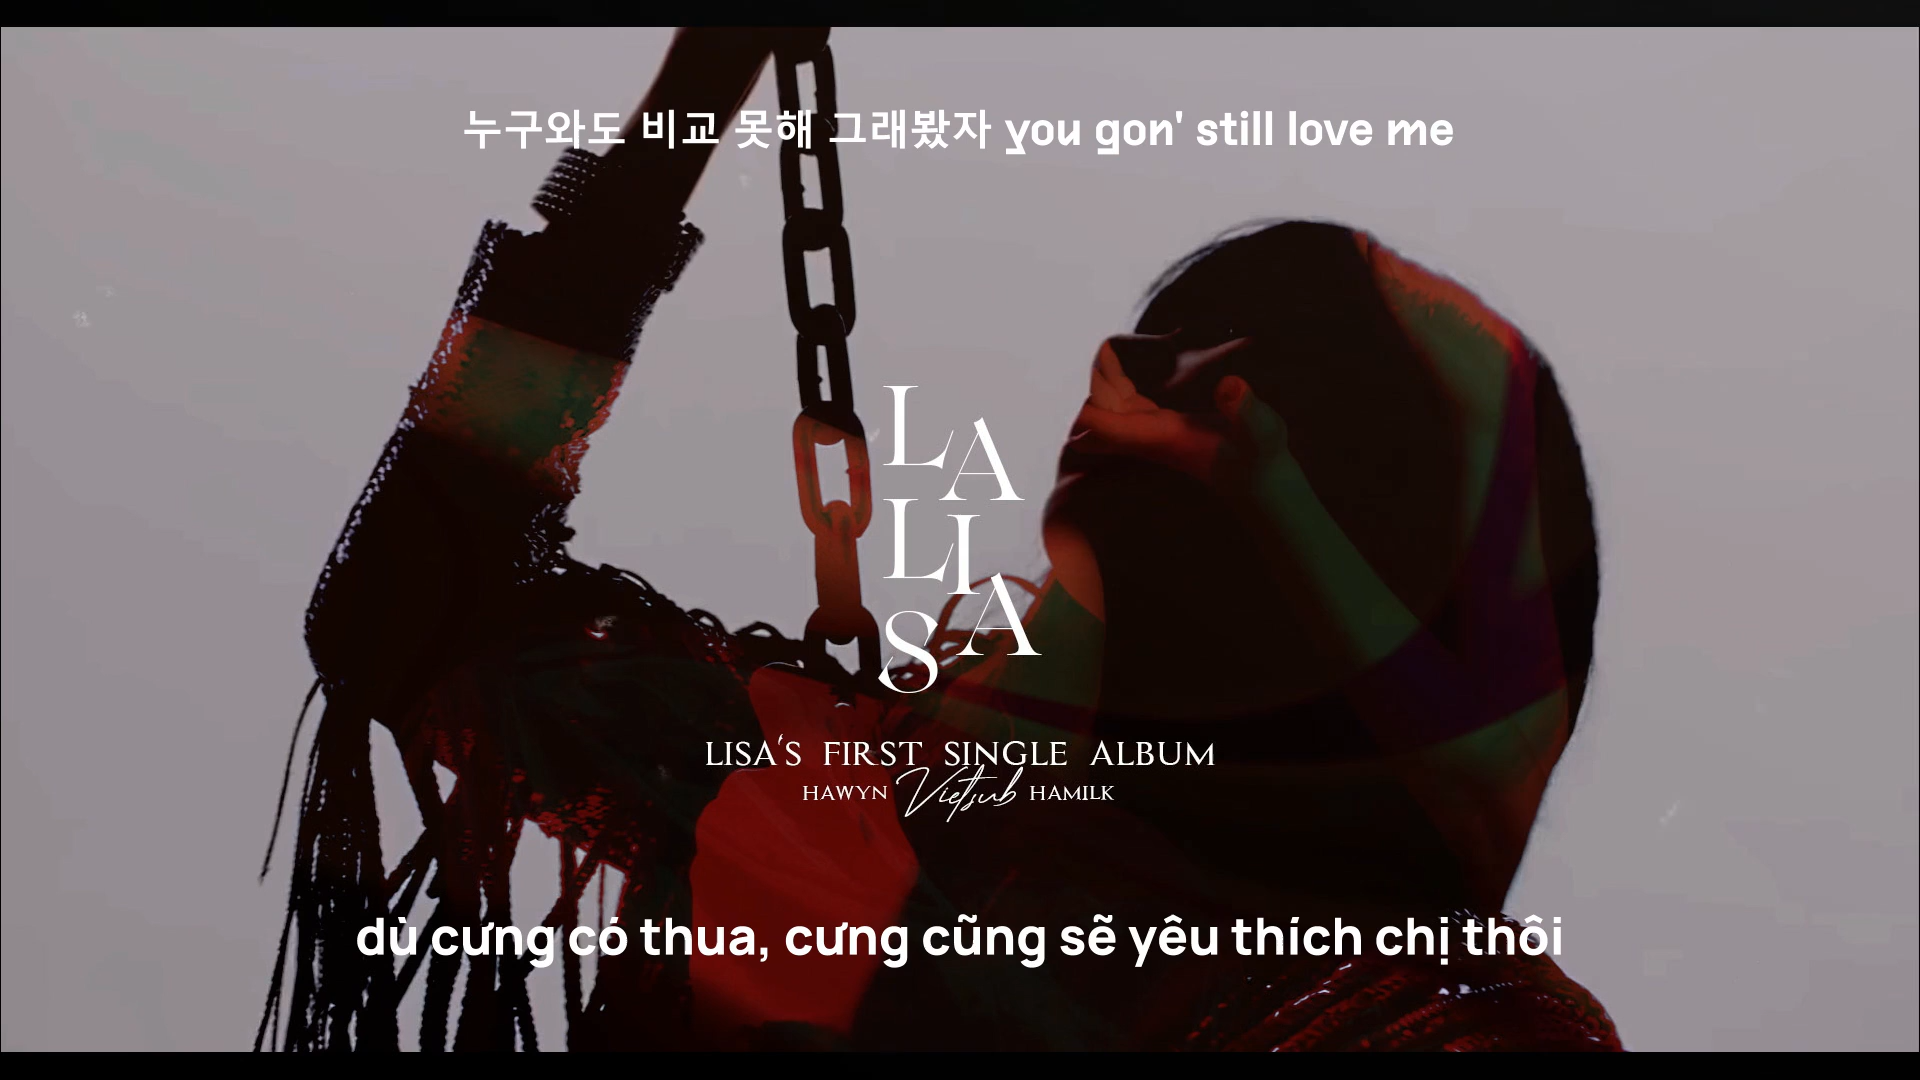 누구와도 비교 못해 그래봤자 you gon' still love me
LA
LI
SA
LISA'S FIRST SINGLE ALBUM
HAWYN Vietsub HAMILK
dù cưng có thua, cưng cũng sẽ yêu thích chị thôi